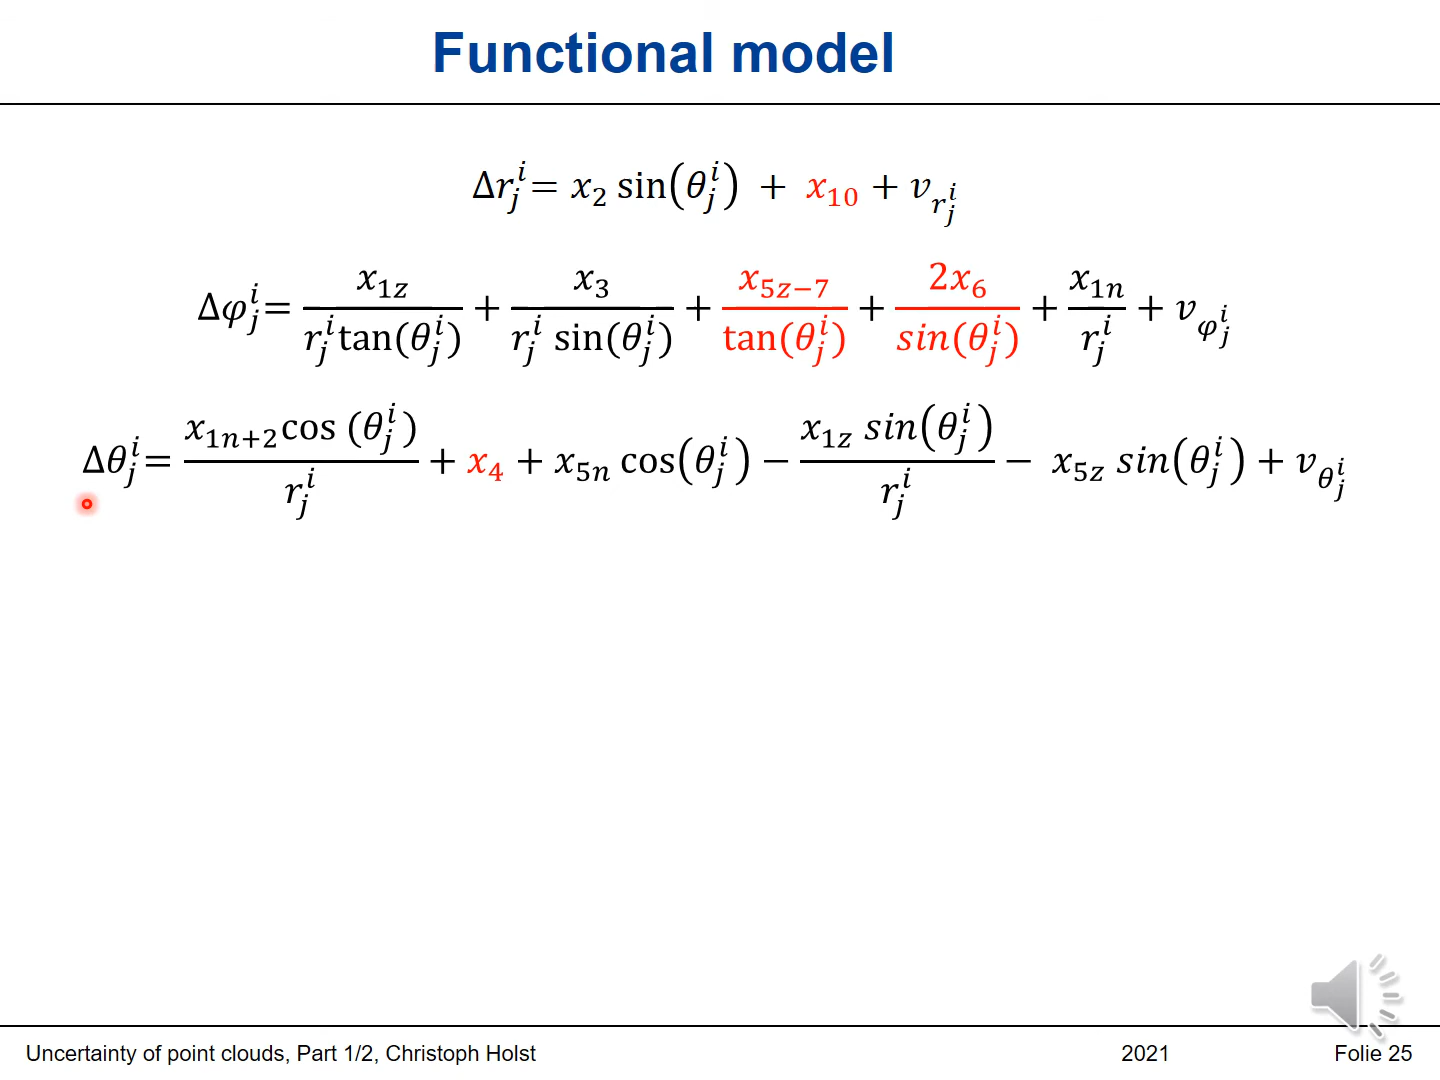 Functional model
Δr_j^i = x_2 sin(θ_j^i) + x_10 + v_{r_j^i}
Δφ_j^i = x_1z / (r_j^i tan(θ_j^i)) + x_3 / (r_j^i sin(θ_j^i)) + x_{5z−7} / tan(θ_j^i) + 2x_6 / sin(θ_j^i) + x_1n / r_j^i + v_{φ_j^i}
Δθ_j^i = x_{1n+2} cos (θ_j^i) / r_j^i + x_4 + x_5n cos(θ_j^i) − x_1z sin(θ_j^i) / r_j^i − x_5z sin(θ_j^i) + v_{θ_j^i}
Uncertainty of point clouds, Part 1/2, Christoph Holst 2021 Folie 25